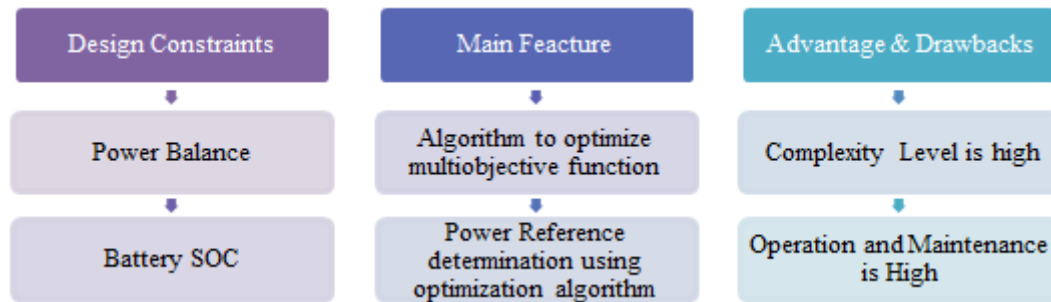 Design Constraints
Power Balance
Battery SOC
Main Feacture
Algorithm to optimize
multiobjective function
Power Reference
determination using
optimization algorithm
Advantage & Drawbacks
Complexity Level is high
Operation and Maintenance
is High